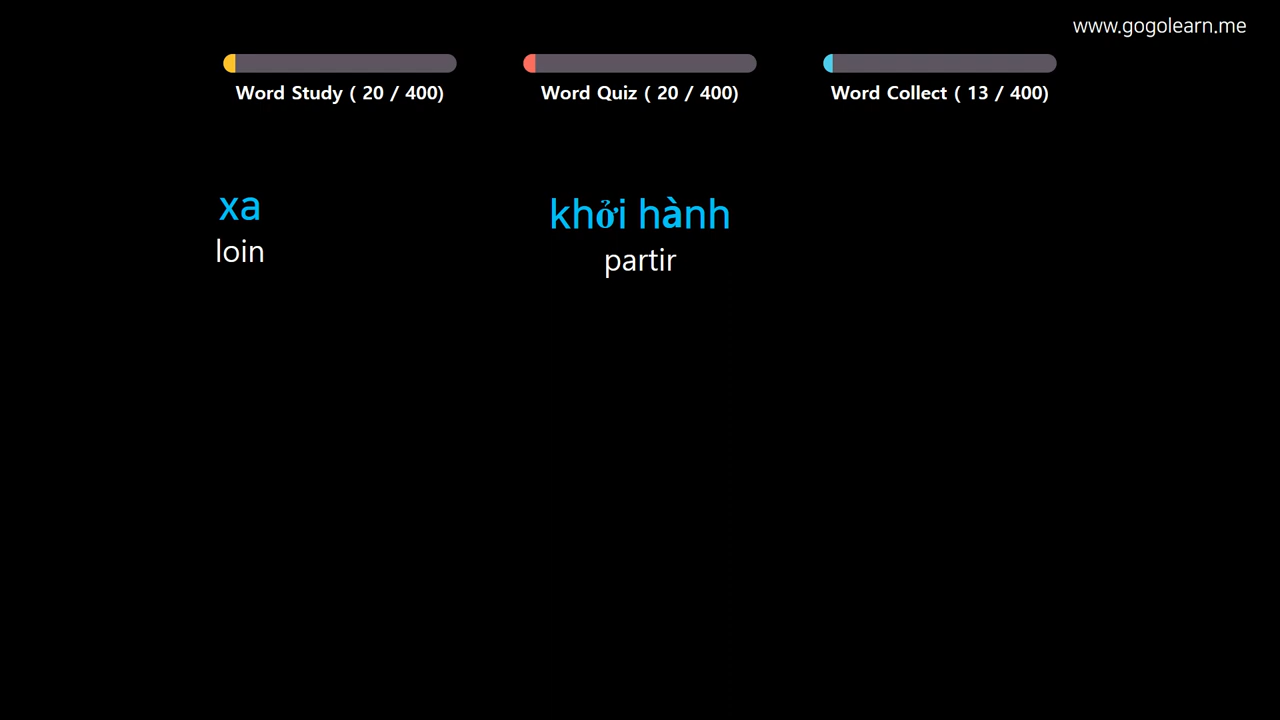 www.gogolearn.me
Word Study ( 20 / 400)
Word Quiz ( 20 / 400)
Word Collect ( 13 / 400)
xa
loin
khởi hành
partir